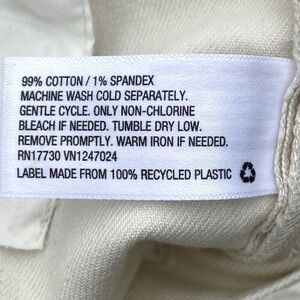 99% COTTON / 1% SPANDEX
MACHINE WASH COLD SEPARATELY.
GENTLE CYCLE. ONLY NON-CHLORINE
BLEACH IF NEEDED. TUMBLE DRY LOW.
REMOVE PROMPTLY. WARM IRON IF NEEDED.
RN17730 VN1247024
LABEL MADE FROM 100% RECYCLED PLASTIC